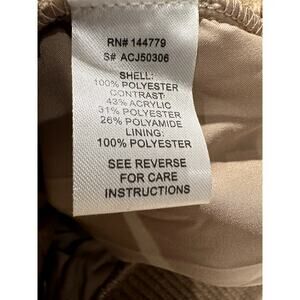 RN# 144779
S# ACJ50306
SHELL:
100% POLYESTER
CONTRAST:
43% ACRYLIC
31% POLYESTER
26% POLYAMIDE
LINING:
100% POLYESTER
SEE REVERSE
FOR CARE
INSTRUCTIONS